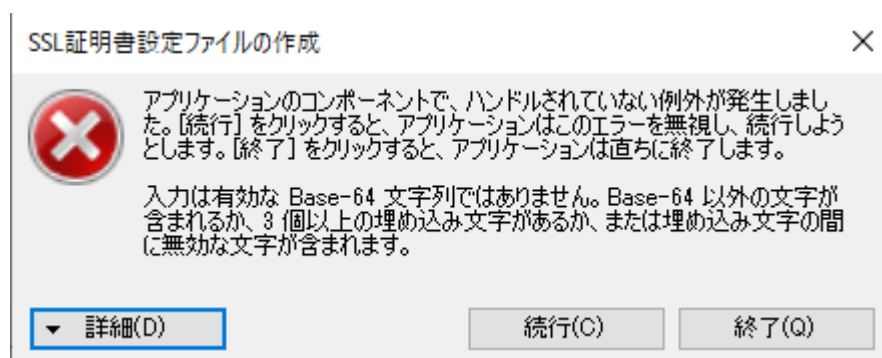 SSL証明書設定ファイルの作成
アプリケーションのコンポーネントで、ハンドルされていない例外が発生しまし
た。[続行] をクリックすると、アプリケーションはこのエラーを無視し、続行しよう
とします。[終了] をクリックすると、アプリケーションは直ちに終了します。
入力は有効な Base-64 文字列ではありません。Base-64 以外の文字が
含まれるか、3 個以上の埋め込み文字があるか、または埋め込み文字の間
に無効な文字が含まれます。
詳細(D)
続行(C)
終了(Q)